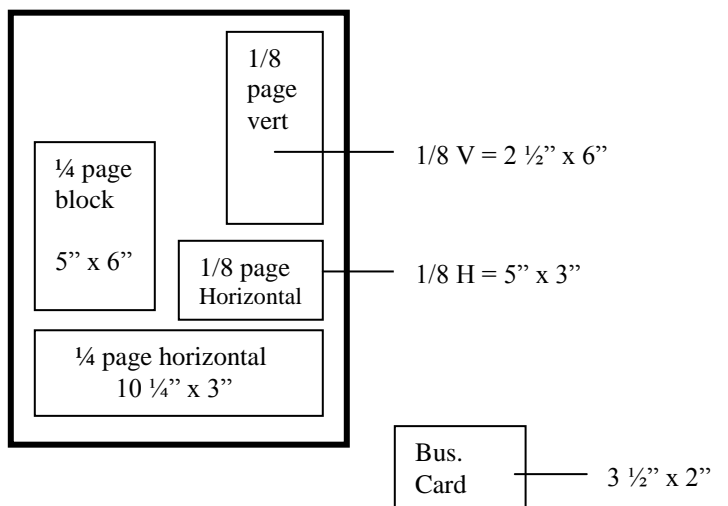 1/8
page
vert
1/8 V = 2 ½” x 6”
¼ page
block
5” x 6”
1/8 page
Horizontal
1/8 H = 5” x 3”
¼ page horizontal
10 ¼” x 3”
Bus.
Card
3 ½” x 2”